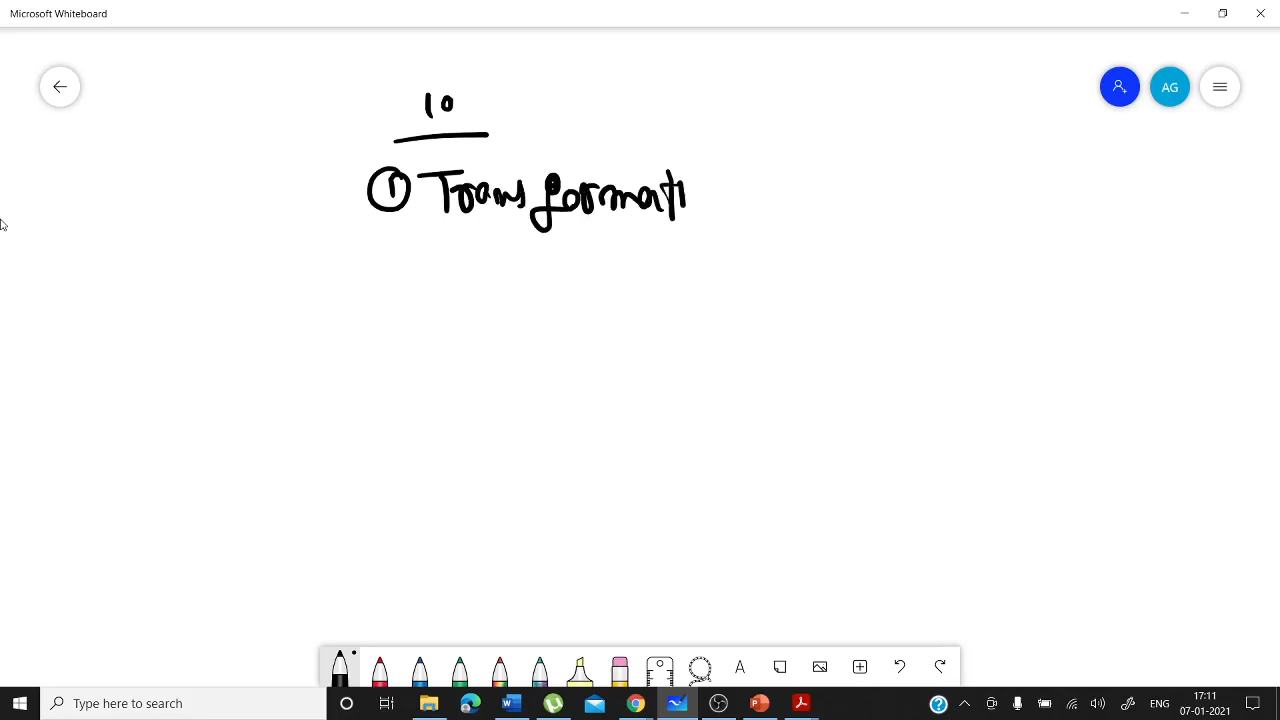 Microsoft Whiteboard
AG
10
① Transformati
A
Type here to search
ENG
17:11
07-01-2021